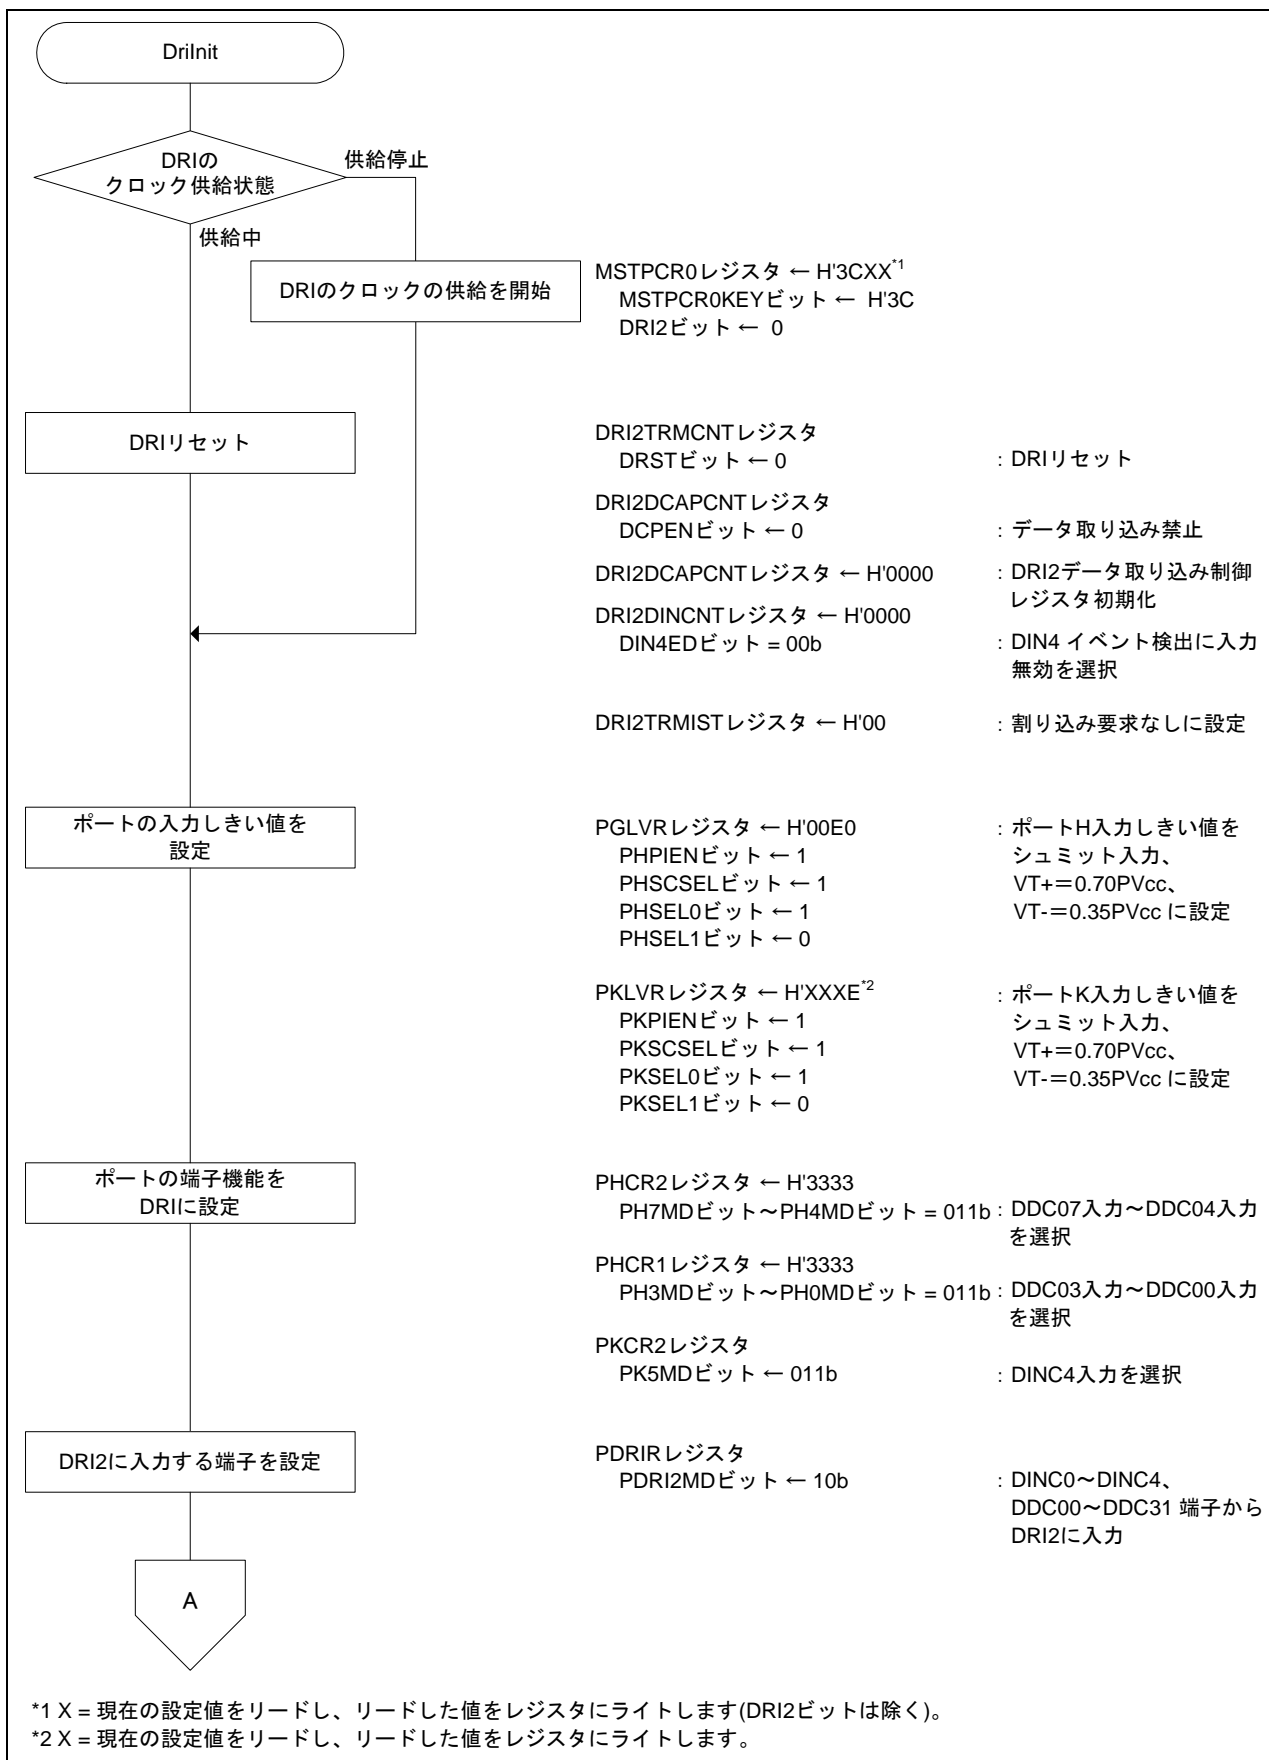 DriInit
DRIの
クロック供給状態
供給停止
供給中
DRIのクロックの供給を開始
MSTPCR0レジスタ ← H'3CXX*1
MSTPCR0KEYビット ← H'3C
DRI2ビット ← 0
DRIリセット
DRI2TRMCNTレジスタ
DRSTビット ← 0 : DRIリセット
DRI2DCAPCNTレジスタ
DCPENビット ← 0 : データ取り込み禁止
DRI2DCAPCNTレジスタ ← H'0000 : DRI2データ取り込み制御
レジスタ初期化
DRI2DINCNTレジスタ ← H'0000
DIN4EDビット = 00b : DIN4 イベント検出に入力
無効を選択
DRI2TRMISTレジスタ ← H'00 : 割り込み要求なしに設定
ポートの入力しきい値を
設定
PGLVRレジスタ ← H'00E0 : ポートH入力しきい値を
PHPIENビット ← 1 シュミット入力、
PHSCSELビット ← 1 VT+＝0.70PVcc、
PHSEL0ビット ← 1 VT-＝0.35PVcc に設定
PHSEL1ビット ← 0
PKLVRレジスタ ← H'XXXE*2 : ポートK入力しきい値を
PKPIENビット ← 1 シュミット入力、
PKSCSELビット ← 1 VT+＝0.70PVcc、
PKSEL0ビット ← 1 VT-＝0.35PVcc に設定
PKSEL1ビット ← 0
ポートの端子機能を
DRIに設定
PHCR2レジスタ ← H'3333
PH7MDビット～PH4MDビット = 011b : DDC07入力～DDC04入力
を選択
PHCR1レジスタ ← H'3333
PH3MDビット～PH0MDビット = 011b : DDC03入力～DDC00入力
を選択
PKCR2レジスタ
PK5MDビット ← 011b : DINC4入力を選択
DRI2に入力する端子を設定
PDRIRレジスタ
PDRI2MDビット ← 10b : DINC0～DINC4、
DDC00～DDC31 端子から
DRI2に入力
A
*1 X = 現在の設定値をリードし、リードした値をレジスタにライトします(DRI2ビットは除く)。
*2 X = 現在の設定値をリードし、リードした値をレジスタにライトします。